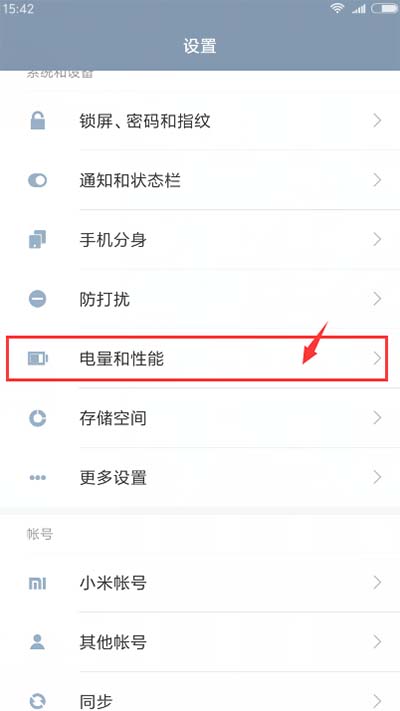 15:42
设置
系统和设备
锁屏、密码和指纹
通知和状态栏
手机分身
防打扰
电量和性能
存储空间
更多设置
帐号
小米帐号
其他帐号
同步